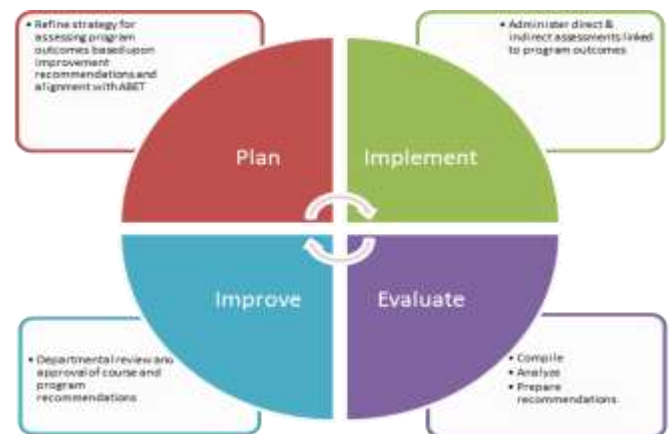 • Refine strategy for
assessing program
outcomes based upon
improvement
recommendations and
alignment with ABET
• Administer direct &
indirect assessments linked
to program outcomes
Plan
Implement
Improve
Evaluate
• Departmental review and
approval of course and
program
recommendations
• Compile
• Analyze
• Prepare
recommendations